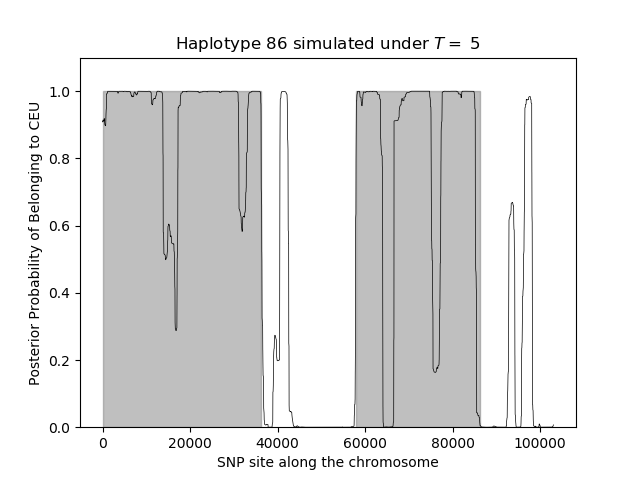 Haplotype 86 simulated under T = 5
Posterior Probability of Belonging to CEU
1.0
0.8
0.6
0.4
0.2
0.0
0 20000 40000 60000 80000 100000
SNP site along the chromosome